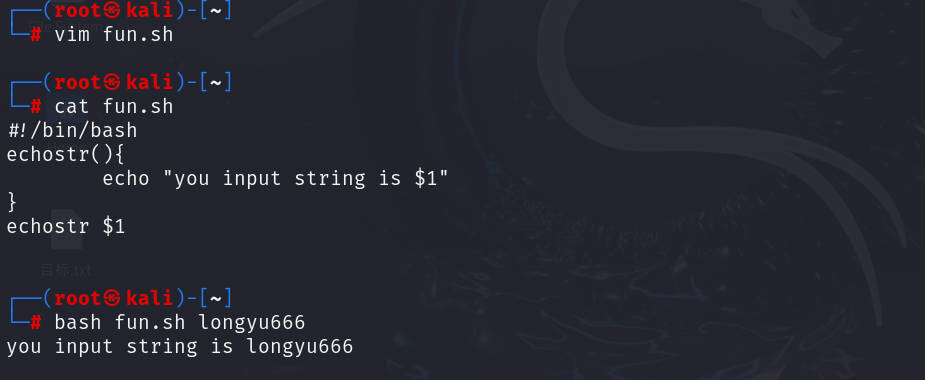 ┌──(root㉿kali)-[~]
└─# vim fun.sh
┌──(root㉿kali)-[~]
└─# cat fun.sh
#!/bin/bash
echostr(){
        echo "you input string is $1"
}
echostr $1
目标.txt
┌──(root㉿kali)-[~]
└─# bash fun.sh longyu666
you input string is longyu666